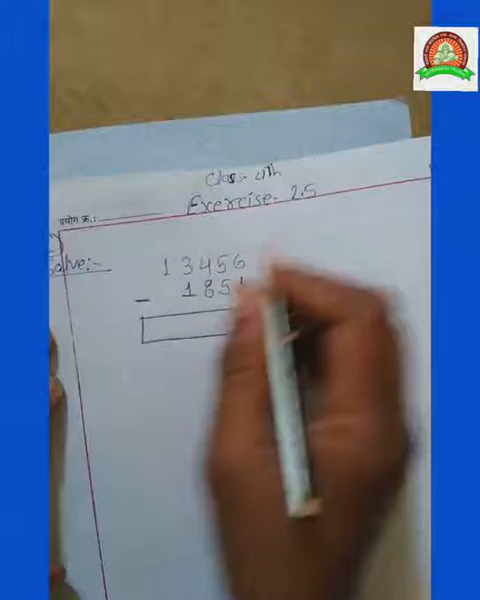 Class- 4th
Exercise- 2.5
प्रयोग क्र.:
Solve:-
13456
- 185